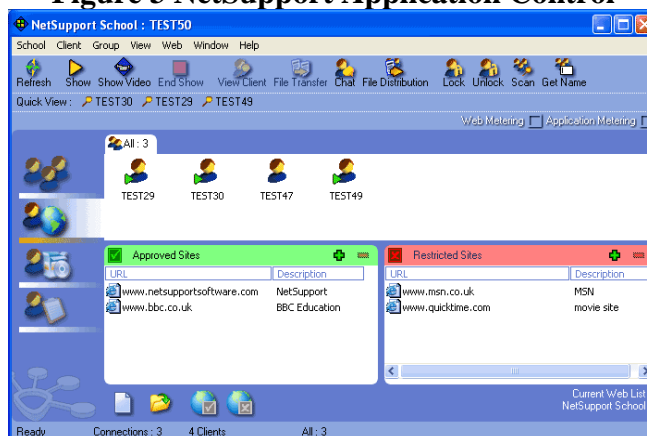 Figure 3 NetSupport Application Control
NetSupport School : TEST50
School Client Group View Web Window Help
Refresh Show Show Video End Show View Client File Transfer Chat File Distribution Lock Unlock Scan Get Name
Quick View : TEST30 TEST29 TEST49
Web Metering Application Metering
All : 3
TEST29 TEST30 TEST47 TEST49
Approved Sites
URL Description
www.netsupportsoftware.com NetSupport
www.bbc.co.uk BBC Education
Restricted Sites
URL Description
www.msn.co.uk MSN
www.quicktime.com movie site
Current Web List
NetSupport School
Ready Connections : 3 4 Clients All : 3